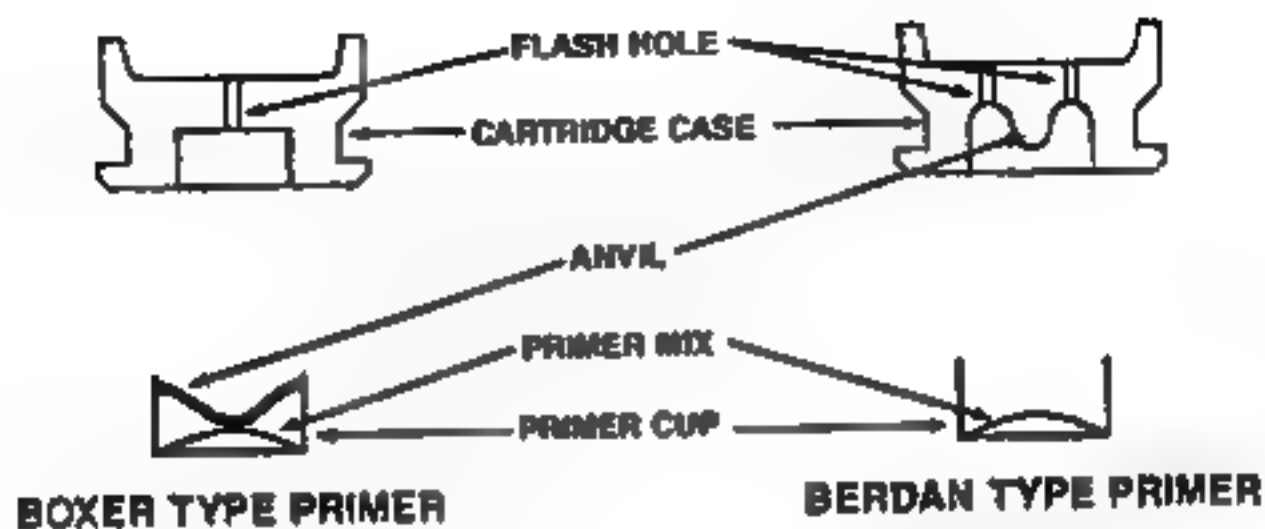 FLASH HOLE
CARTRIDGE CASE
ANVIL
PRIMER MIX
PRIMER CUP
BOXER TYPE PRIMER
BERDAN TYPE PRIMER